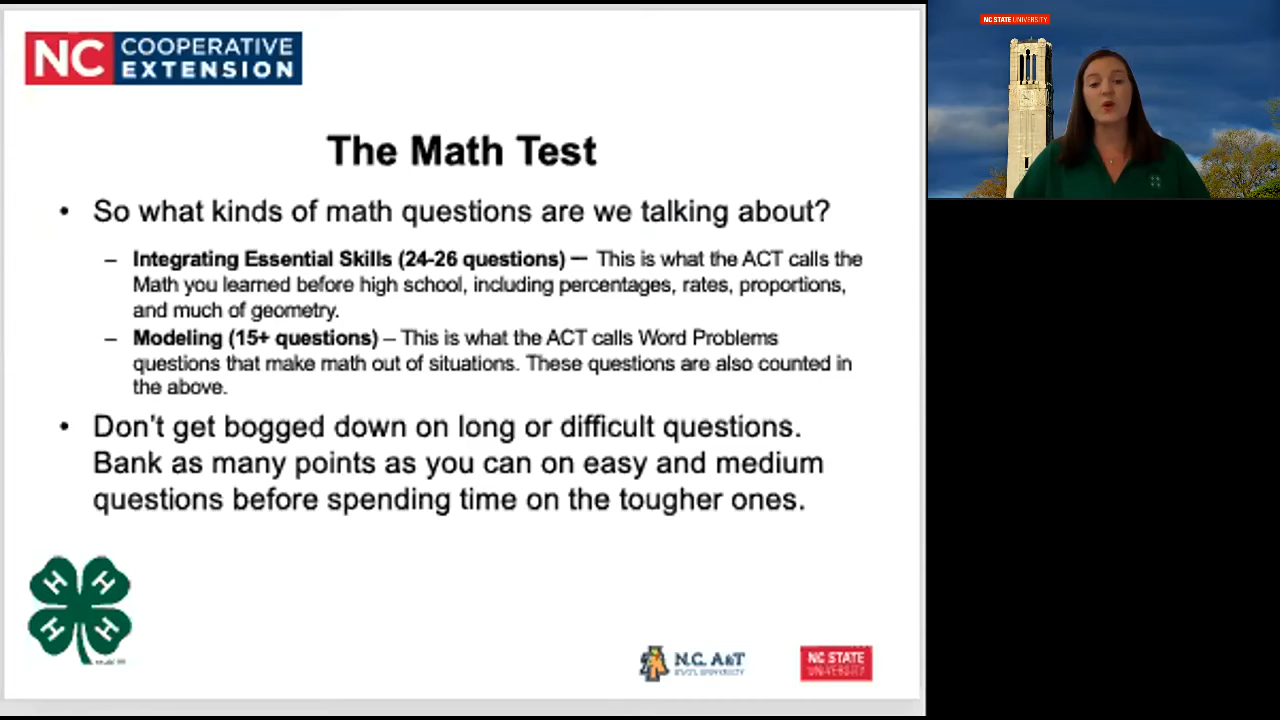 NC COOPERATIVE
EXTENSION
The Math Test
• So what kinds of math questions are we talking about?
– Integrating Essential Skills (24-26 questions) — This is what the ACT calls the
Math you learned before high school, including percentages, rates, proportions,
and much of geometry.
– Modeling (15+ questions) – This is what the ACT calls Word Problems
questions that make math out of situations. These questions are also counted in
the above.
• Don't get bogged down on long or difficult questions.
Bank as many points as you can on easy and medium
questions before spending time on the tougher ones.
H H
H H
N.C. A&T
STATE UNIVERSITY
NC STATE
UNIVERSITY
NC STATE UNIVERSITY